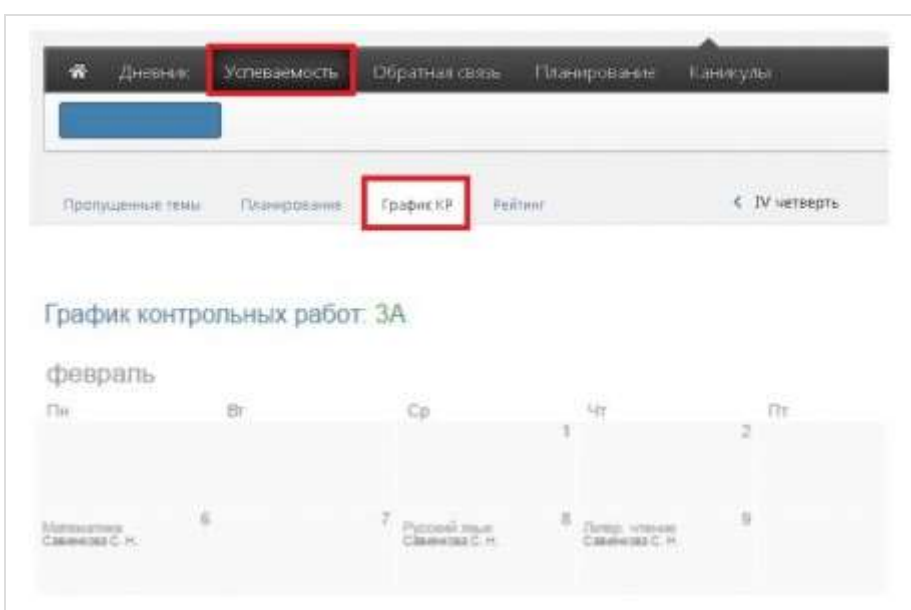 Дневник Успеваемость Обратная связь Планирование Каникулы
Пропущенные темы Планирование График КР Рейтинг < IV четверть
График контрольных работ: 3А
февраль
Пн Вт Ср Чт Пт
1 2
6 7 8 9
Математика Русский язык Литер. чтение
Савенкова С. Н. Савенкова С. Н. Савенкова С. Н.